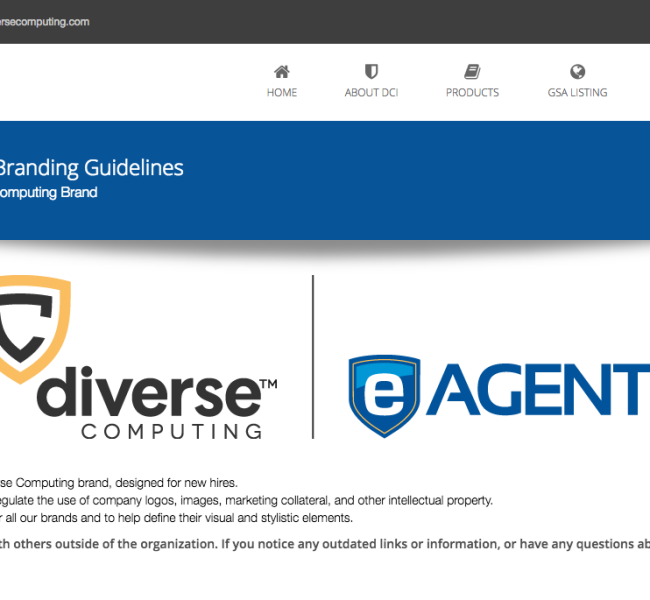 ersecomputing.com
HOME ABOUT DCI PRODUCTS GSA LISTING
Branding Guidelines
omputing Brand
diverse™
COMPUTING
e AGENT
se Computing brand, designed for new hires.
egulate the use of company logos, images, marketing collateral, and other intellectual property.
r all our brands and to help define their visual and stylistic elements.
th others outside of the organization. If you notice any outdated links or information, or have any questions ab